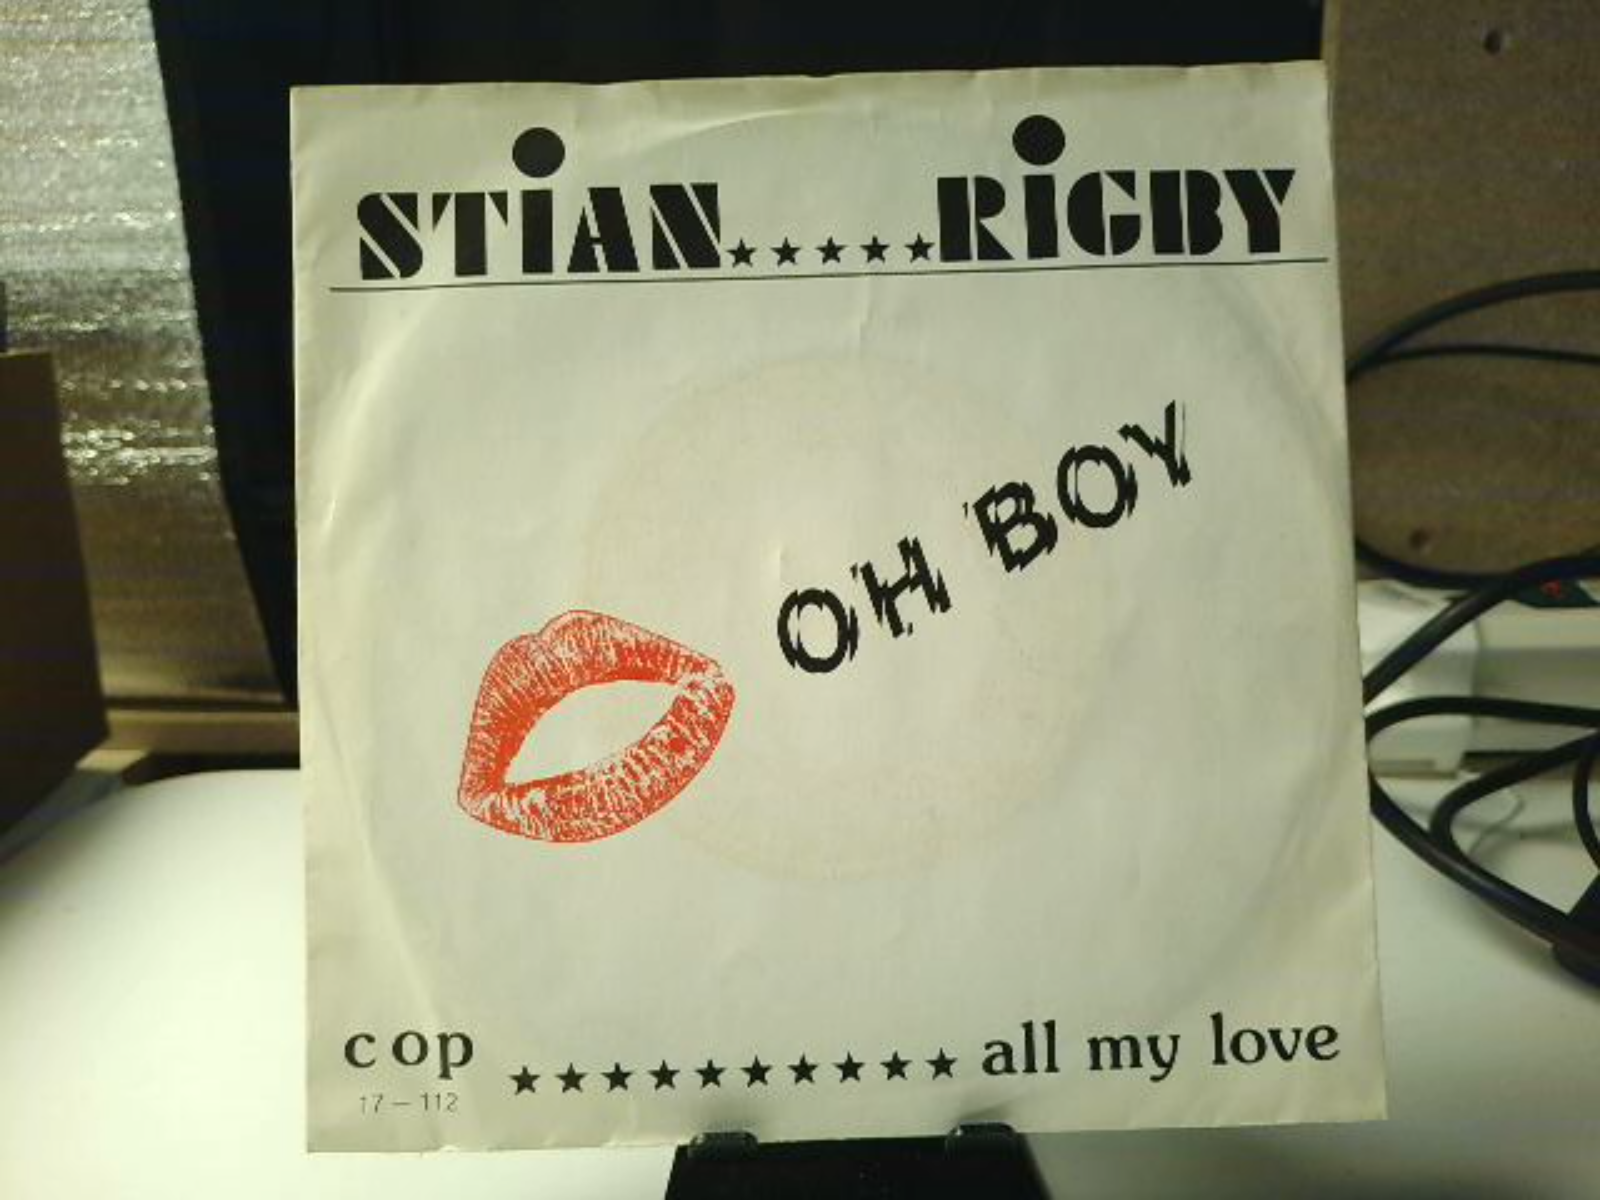 STiAN★★★★★RiGBY
OH BOY
cop ★★★★★★★★★★ all my love
17-112